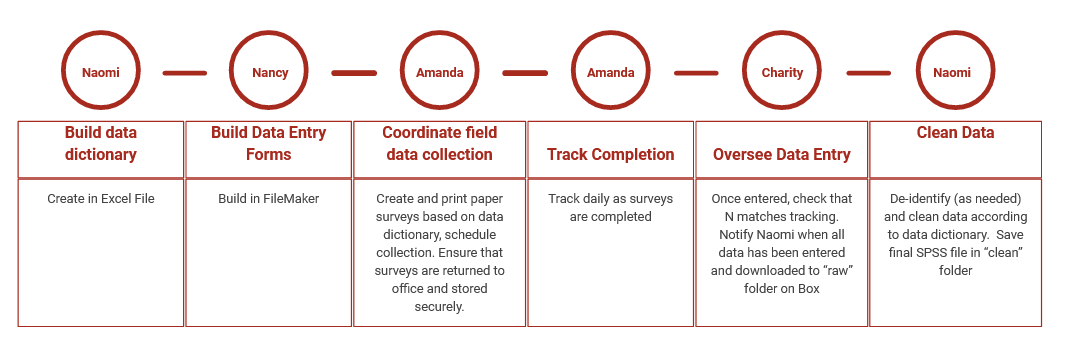 Naomi
Nancy
Amanda
Amanda
Charity
Naomi
Build data
dictionary
Build Data Entry
Forms
Coordinate field
data collection
Track Completion
Oversee Data Entry
Clean Data
Create in Excel File
Build in FileMaker
Create and print paper
surveys based on data
dictionary, schedule
collection. Ensure that
surveys are returned to
office and stored
securely.
Track daily as surveys
are completed
Once entered, check that
N matches tracking.
Notify Naomi when all
data has been entered
and downloaded to “raw”
folder on Box
De-identify (as needed)
and clean data according
to data dictionary.  Save
final SPSS file in “clean”
folder